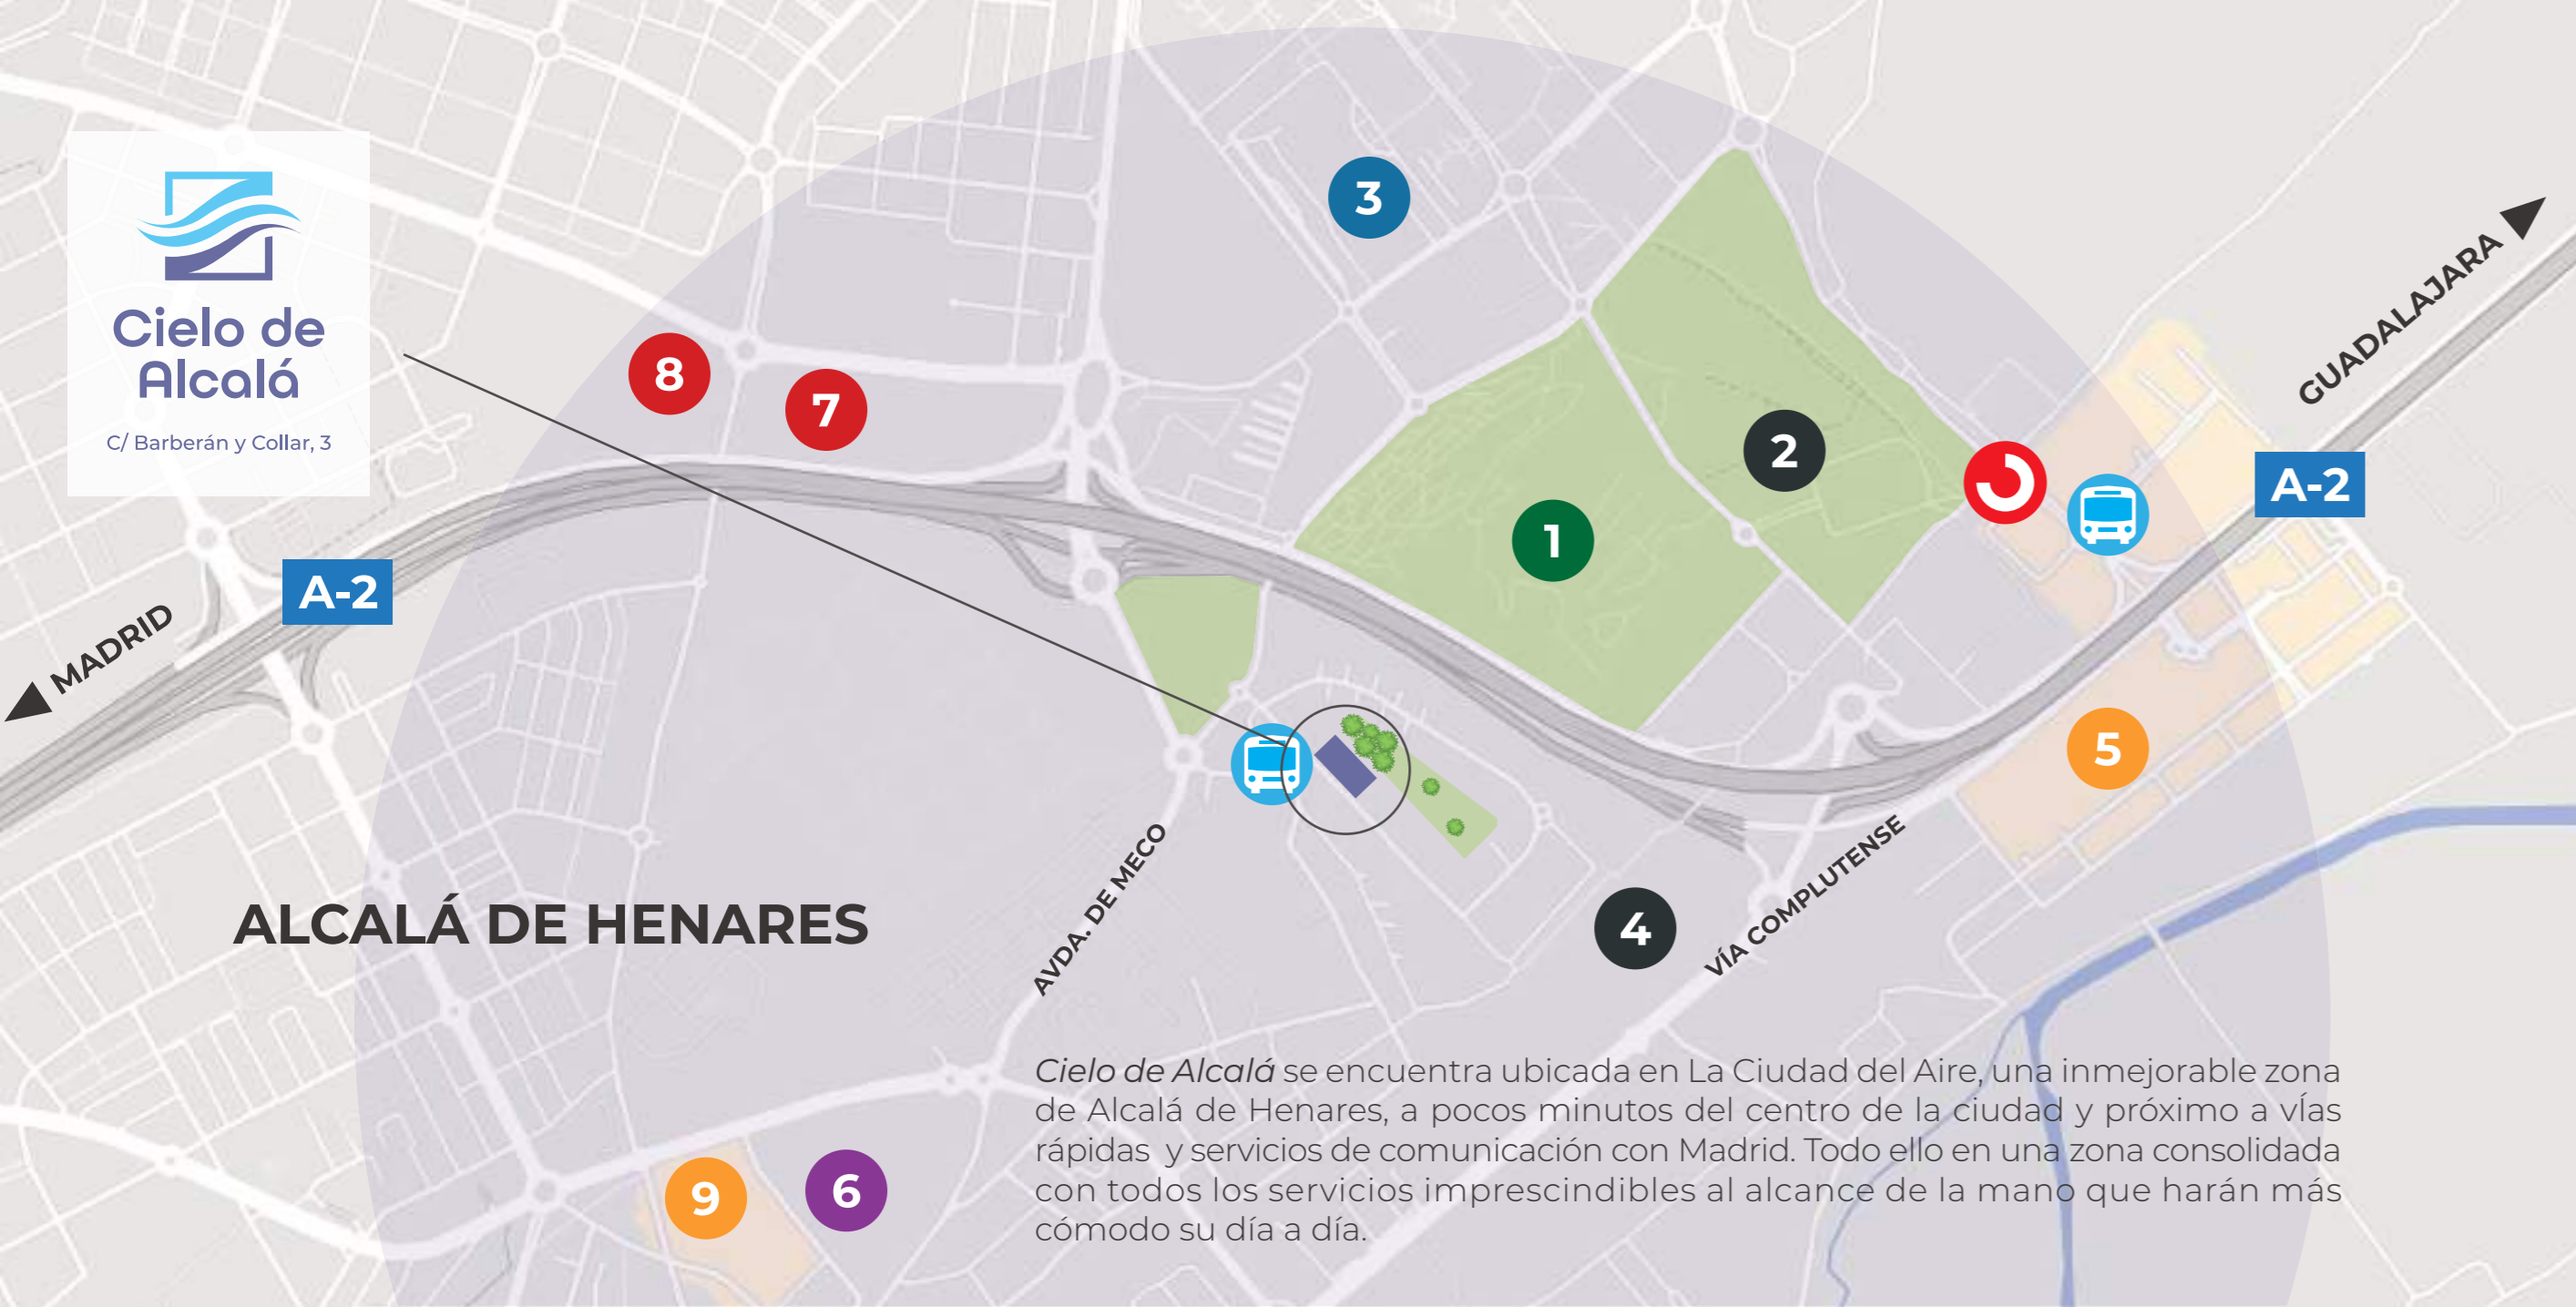 Cielo de
Alcalá
C/ Barberán y Collar, 3
3
8
7
2
1
GUADALAJARA
A-2
A-2
MADRID
5
4
AVDA. DE MECO
VÍA COMPLUTENSE
ALCALÁ DE HENARES
9
6
Cielo de Alcalá se encuentra ubicada en La Ciudad del Aire, una inmejorable zona
de Alcalá de Henares, a pocos minutos del centro de la ciudad y próximo a vÍas
rápidas y servicios de comunicación con Madrid. Todo ello en una zona consolidada
con todos los servicios imprescindibles al alcance de la mano que harán más
cómodo su día a día.